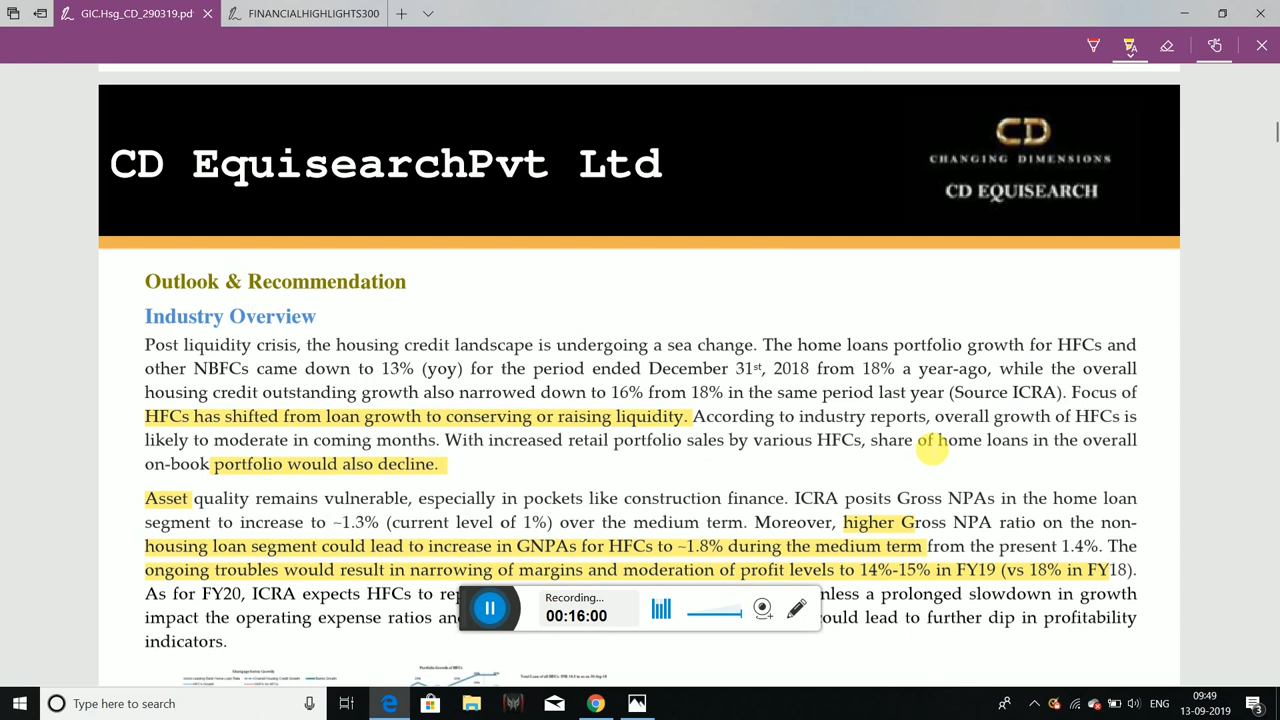 GIC.Hsg_CD_290319.pd
FINANCIALHIGHLIGHTS300
CD EquisearchPvt Ltd
CD
CHANGING DIMENSIONS
CD EQUISEARCH
Outlook & Recommendation
Industry Overview
Post liquidity crisis, the housing credit landscape is undergoing a sea change. The home loans portfolio growth for HFCs and
other NBFCs came down to 13% (yoy) for the period ended December 31st, 2018 from 18% a year-ago, while the overall
housing credit outstanding growth also narrowed down to 16% from 18% in the same period last year (Source ICRA). Focus of
HFCs has shifted from loan growth to conserving or raising liquidity. According to industry reports, overall growth of HFCs is
likely to moderate in coming months. With increased retail portfolio sales by various HFCs, share of home loans in the overall
on-book portfolio would also decline.
Asset quality remains vulnerable, especially in pockets like construction finance. ICRA posits Gross NPAs in the home loan
segment to increase to ~1.3% (current level of 1%) over the medium term. Moreover, higher Gross NPA ratio on the non-
housing loan segment could lead to increase in GNPAs for HFCs to ~1.8% during the medium term from the present 1.4%. The
ongoing troubles would result in narrowing of margins and moderation of profit levels to 14%-15% in FY19 (vs 18% in FY18).
As for FY20, ICRA expects HFCs to rep nless a prolonged slowdown in growth
impact the operating expense ratios an ould lead to further dip in profitability
indicators.
Recording...
00:16:00
Mortgage Sector Growth
Portfolio Growth of HFCs
Type here to search
ENG
09:49
13-09-2019
3